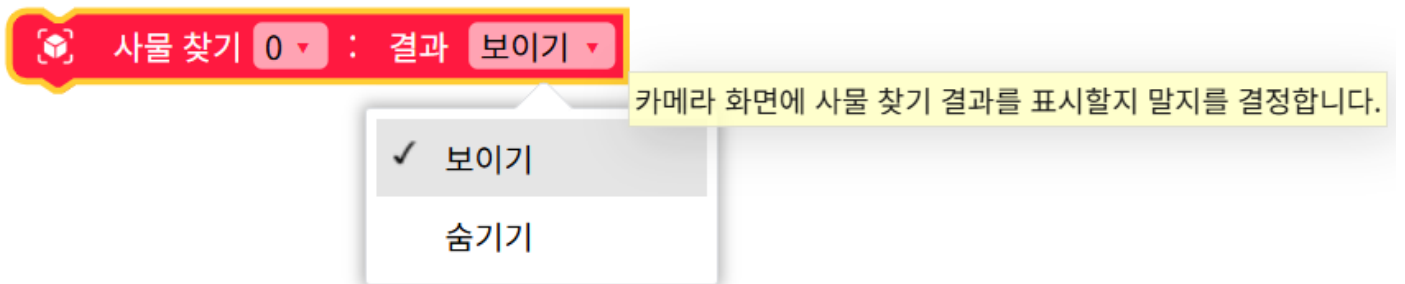 사물 찾기 0 : 결과 보이기
카메라 화면에 사물 찾기 결과를 표시할지 말지를 결정합니다.
✓ 보이기
숨기기